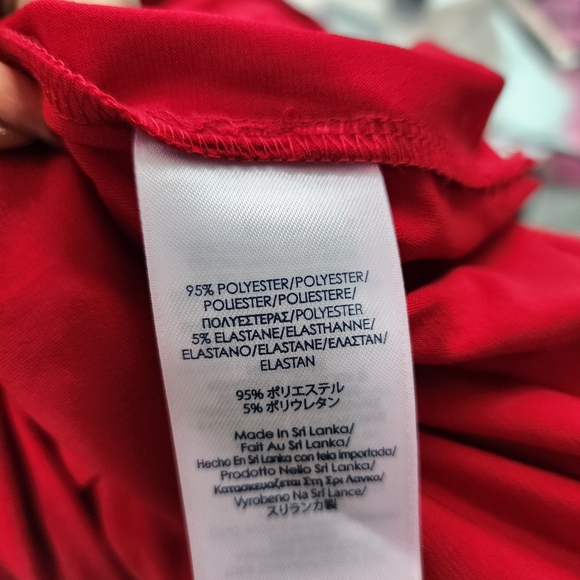 95% POLYESTER/POLYESTER/
POLIESTER/POLIESTERE/
ΠΟΛΥΕΣΤΕΡΑΣ/POLYESTER
5% ELASTANE/ELASTHANNE/
ELASTANO/ELASTANE/ΕΛΑΣΤΑΝ/
ELASTAN
95% ポリエステル
5% ポリウレタン
Made in Sri Lanka/
Fait Au Sri Lanka/
Hecho En Sri Lanka con tela importada/
Prodotto Nello Sri Lanka/
Κατασκευαζεται Στη Σρι Λανκα/
Vyrobeno Na Srí Lance/
スリランカ製